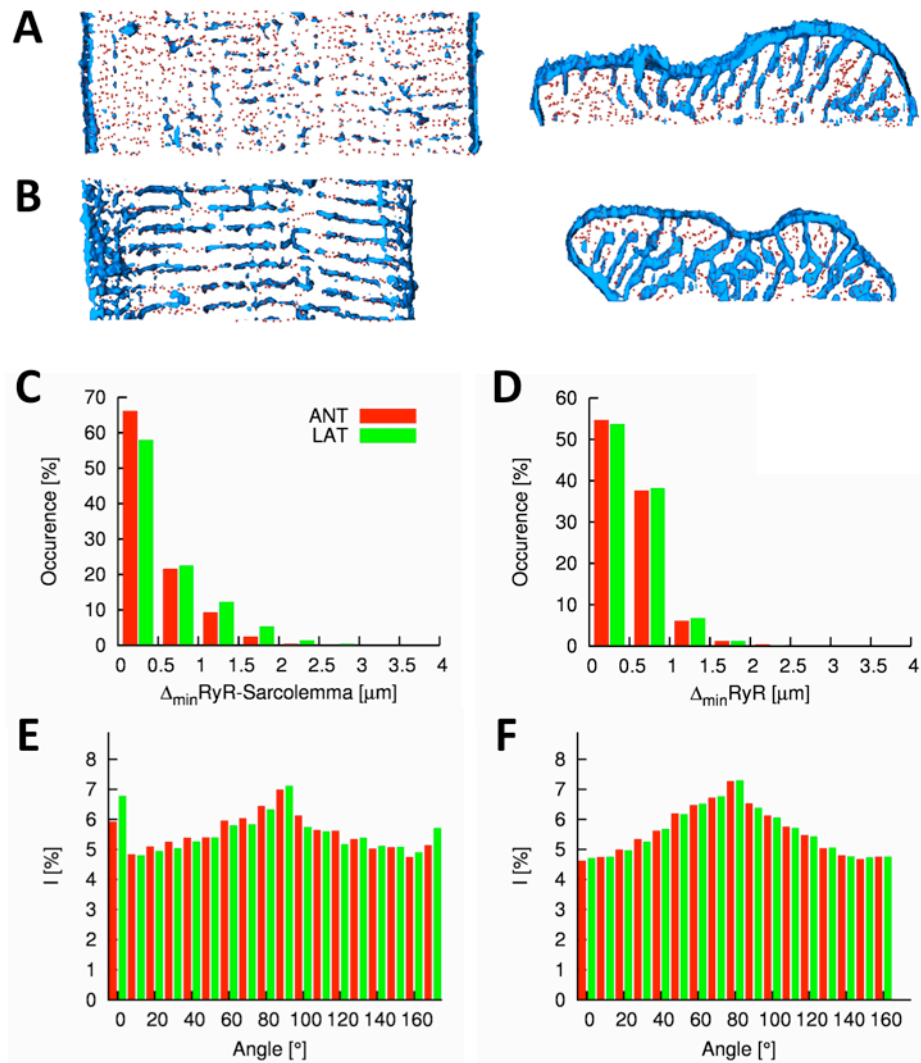 A
B
C
D
70
60
50
40
30
20
10
0
Occurence [%]
ANT
LAT
0 0.5 1 1.5 2 2.5 3 3.5 4
ΔminRyR-Sarcolemma [μm]
60
50
40
30
20
10
0
Occurence [%]
0 0.5 1 1.5 2 2.5 3 3.5 4
ΔminRyR [μm]
E
F
8
7
6
5
4
3
2
1
0
I [%]
0 20 40 60 80 100 120 140 160
Angle [°]
8
7
6
5
4
3
2
1
0
I [%]
0 20 40 60 80 100 120 140 160
Angle [°]